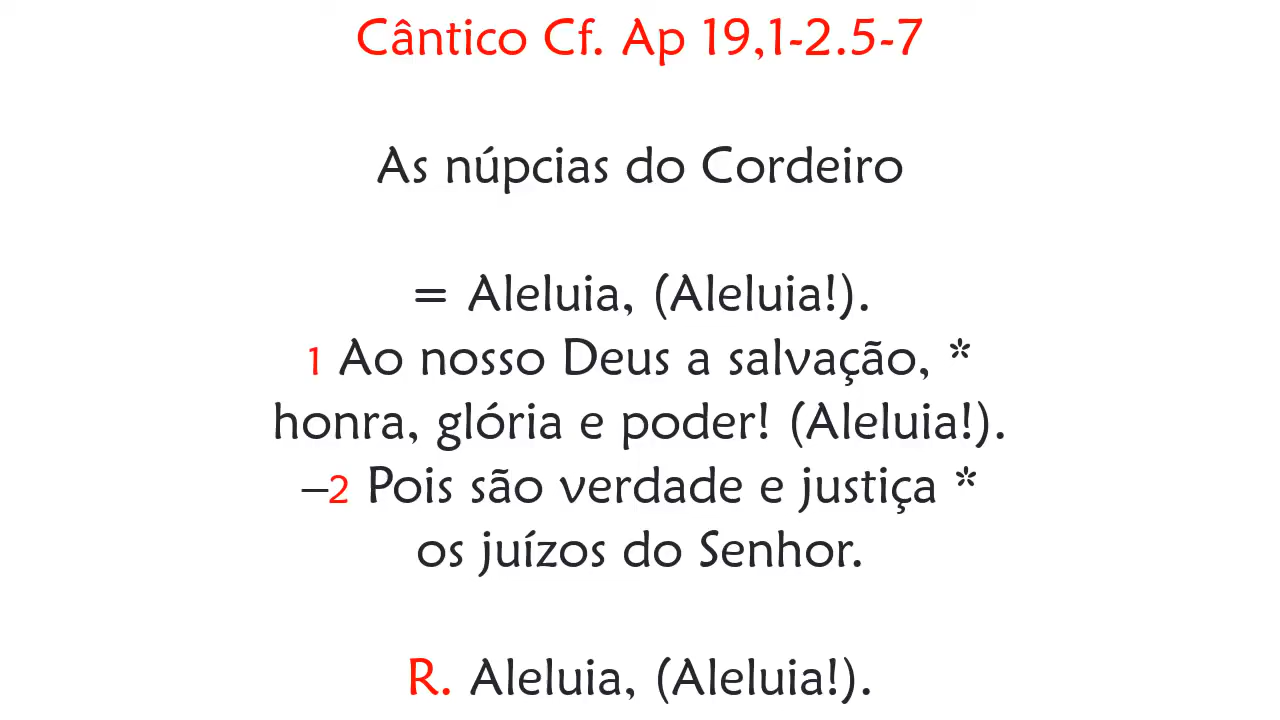 Cântico Cf. Ap 19,1-2.5-7
As núpcias do Cordeiro
= Aleluia, (Aleluia!).
1 Ao nosso Deus a salvação, *
honra, glória e poder! (Aleluia!).
–2 Pois são verdade e justiça *
os juízos do Senhor.
R. Aleluia, (Aleluia!).